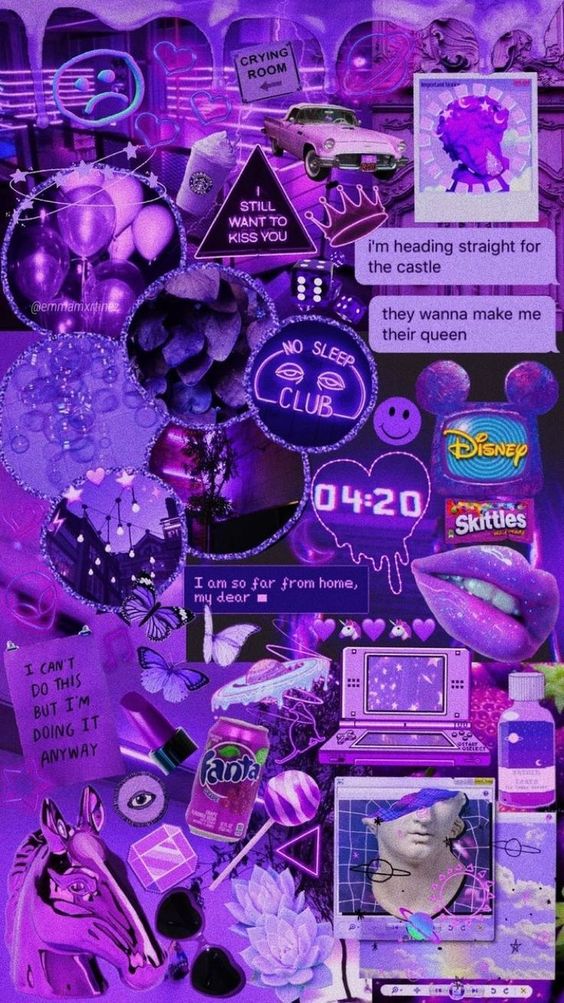 CRYING
ROOM
I
STILL
WANT TO
KISS YOU
i'm heading straight for
the castle
they wanna make me
their queen
@emmamxrtinez
NO SLEEP
CLUB
Disney
04:20
Skittles
I am so far from home,
my dear
I CAN'T
DO THIS
BUT I'M
DOING IT
ANYWAY
Fanta